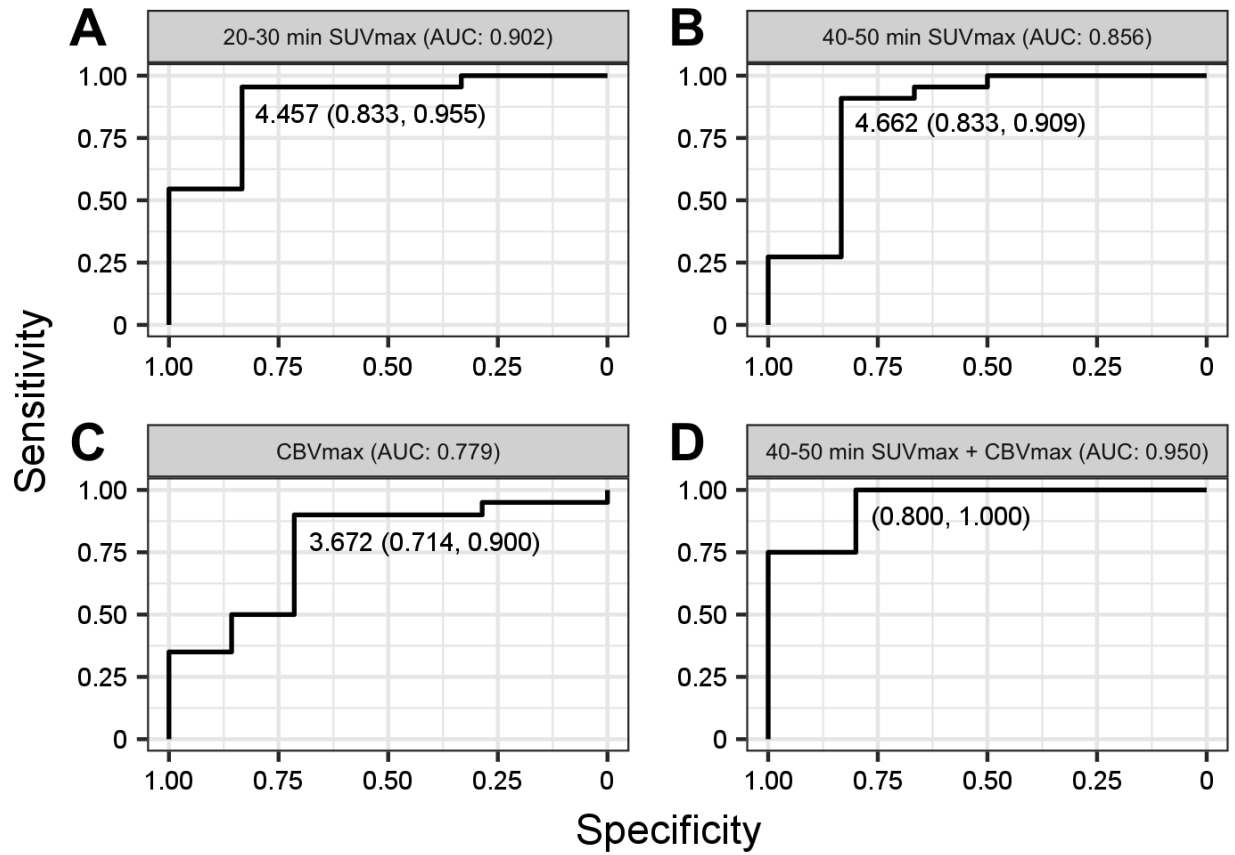 A
20-30 min SUVmax (AUC: 0.902)
1.00
0.75
0.50
0.25
0
4.457 (0.833, 0.955)
1.00 0.75 0.50 0.25 0
B
40-50 min SUVmax (AUC: 0.856)
1.00
0.75
0.50
0.25
0
4.662 (0.833, 0.909)
1.00 0.75 0.50 0.25 0
Sensitivity
C
CBVmax (AUC: 0.779)
1.00
0.75
0.50
0.25
0
3.672 (0.714, 0.900)
1.00 0.75 0.50 0.25 0
D
40-50 min SUVmax + CBVmax (AUC: 0.950)
1.00
0.75
0.50
0.25
0
(0.800, 1.000)
1.00 0.75 0.50 0.25 0
Specificity